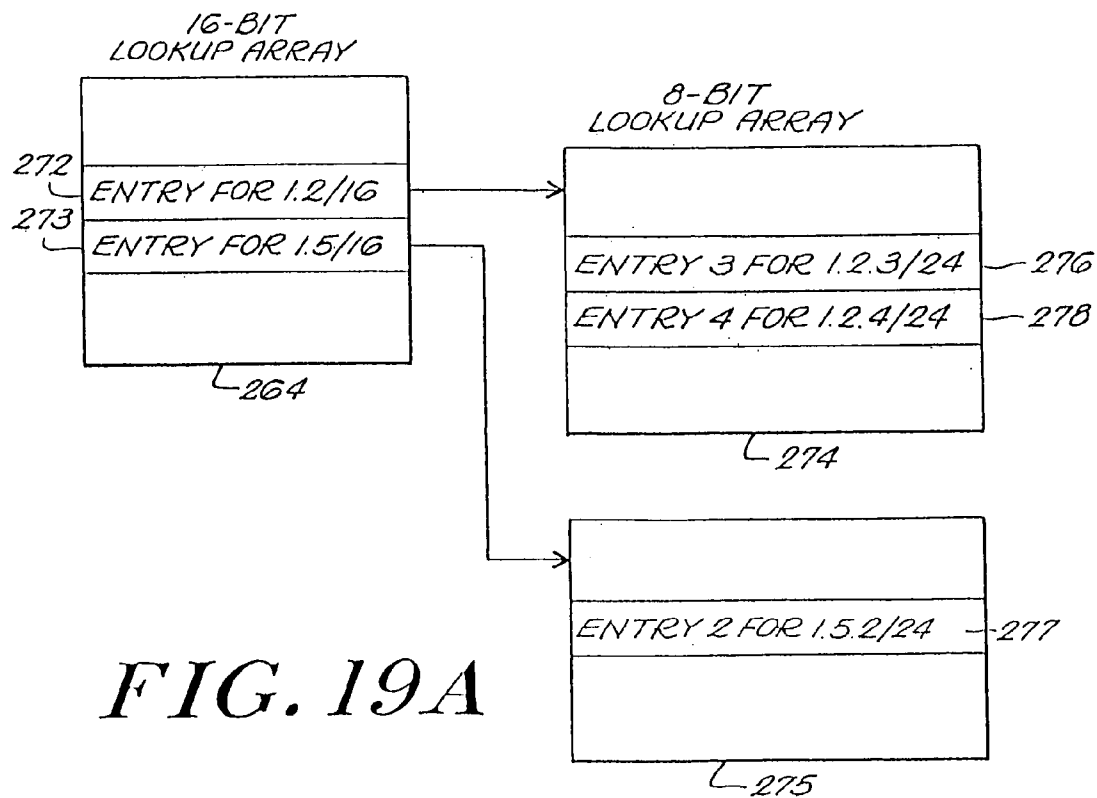 16-BIT
LOOKUP ARRAY
272
ENTRY FOR 1.2/16
273
ENTRY FOR 1.5/16
264
8-BIT
LOOKUP ARRAY
ENTRY 3 FOR 1.2.3/24
276
ENTRY 4 FOR 1.2.4/24
278
274
ENTRY 2 FOR 1.5.2/24
277
275
FIG. 19A